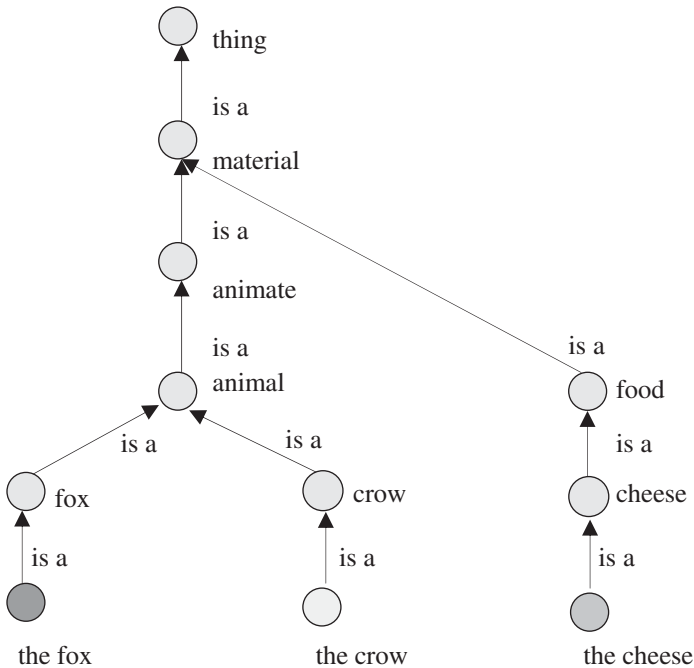 thing
is a
material
is a
animate
is a
is a
animal
food
is a
is a
is a
fox
crow
cheese
is a
is a
is a
the fox
the crow
the cheese